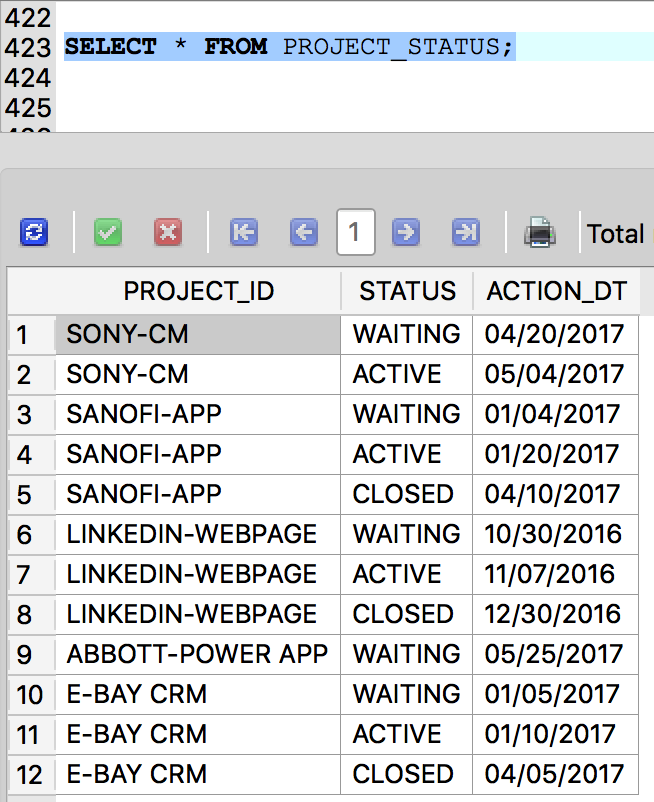 422
423 SELECT * FROM PROJECT_STATUS;
424
425
1 Total
PROJECT_ID STATUS ACTION_DT
1 SONY-CM WAITING 04/20/2017
2 SONY-CM ACTIVE 05/04/2017
3 SANOFI-APP WAITING 01/04/2017
4 SANOFI-APP ACTIVE 01/20/2017
5 SANOFI-APP CLOSED 04/10/2017
6 LINKEDIN-WEBPAGE WAITING 10/30/2016
7 LINKEDIN-WEBPAGE ACTIVE 11/07/2016
8 LINKEDIN-WEBPAGE CLOSED 12/30/2016
9 ABBOTT-POWER APP WAITING 05/25/2017
10 E-BAY CRM WAITING 01/05/2017
11 E-BAY CRM ACTIVE 01/10/2017
12 E-BAY CRM CLOSED 04/05/2017